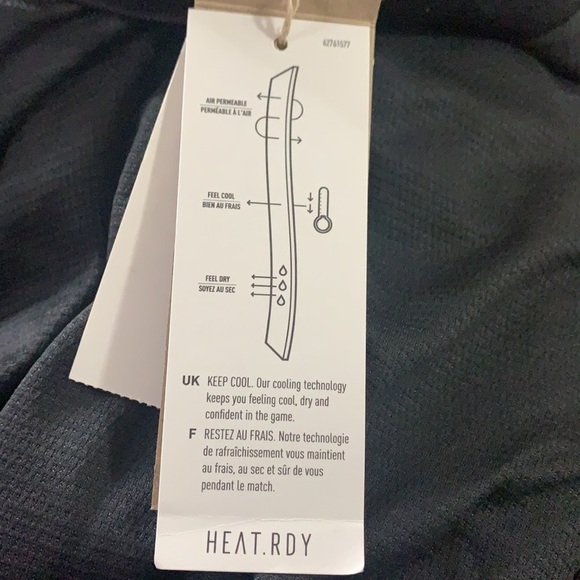 62761577
AIR PERMEABLE
PERMÉABLE À L'AIR
FEEL COOL
BIEN AU FRAIS
FEEL DRY
SOYEZ AU SEC
UK KEEP COOL. Our cooling technology
keeps you feeling cool, dry and
confident in the game.
F RESTEZ AU FRAIS. Notre technologie
de rafraîchissement vous maintient
au frais, au sec et sûr de vous
pendant le match.
HEAT.RDY